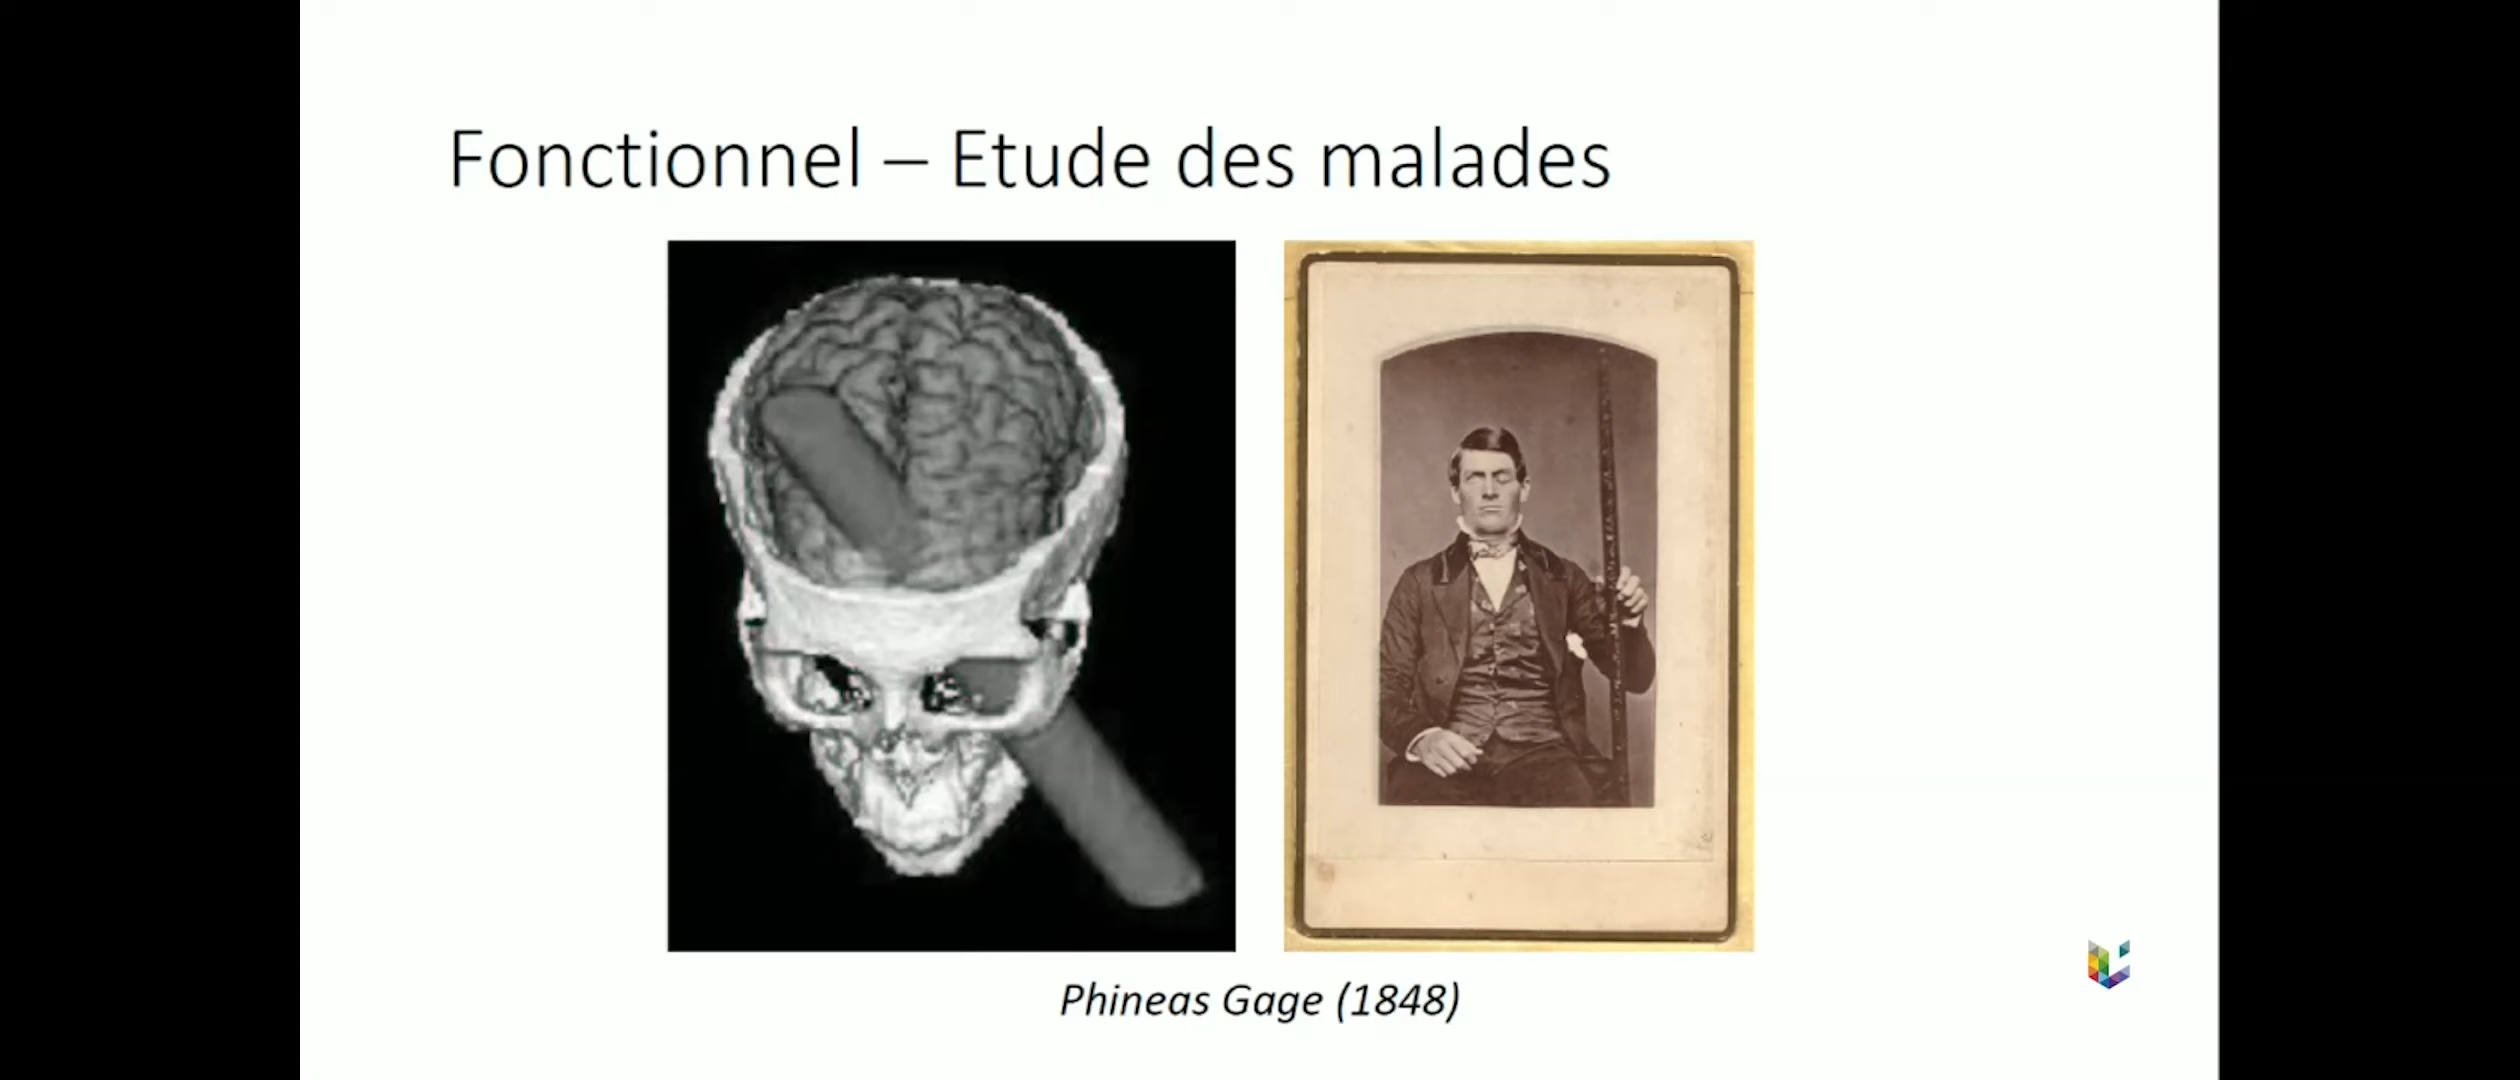 Fonctionnel – Etude des malades
Phineas Gage (1848)